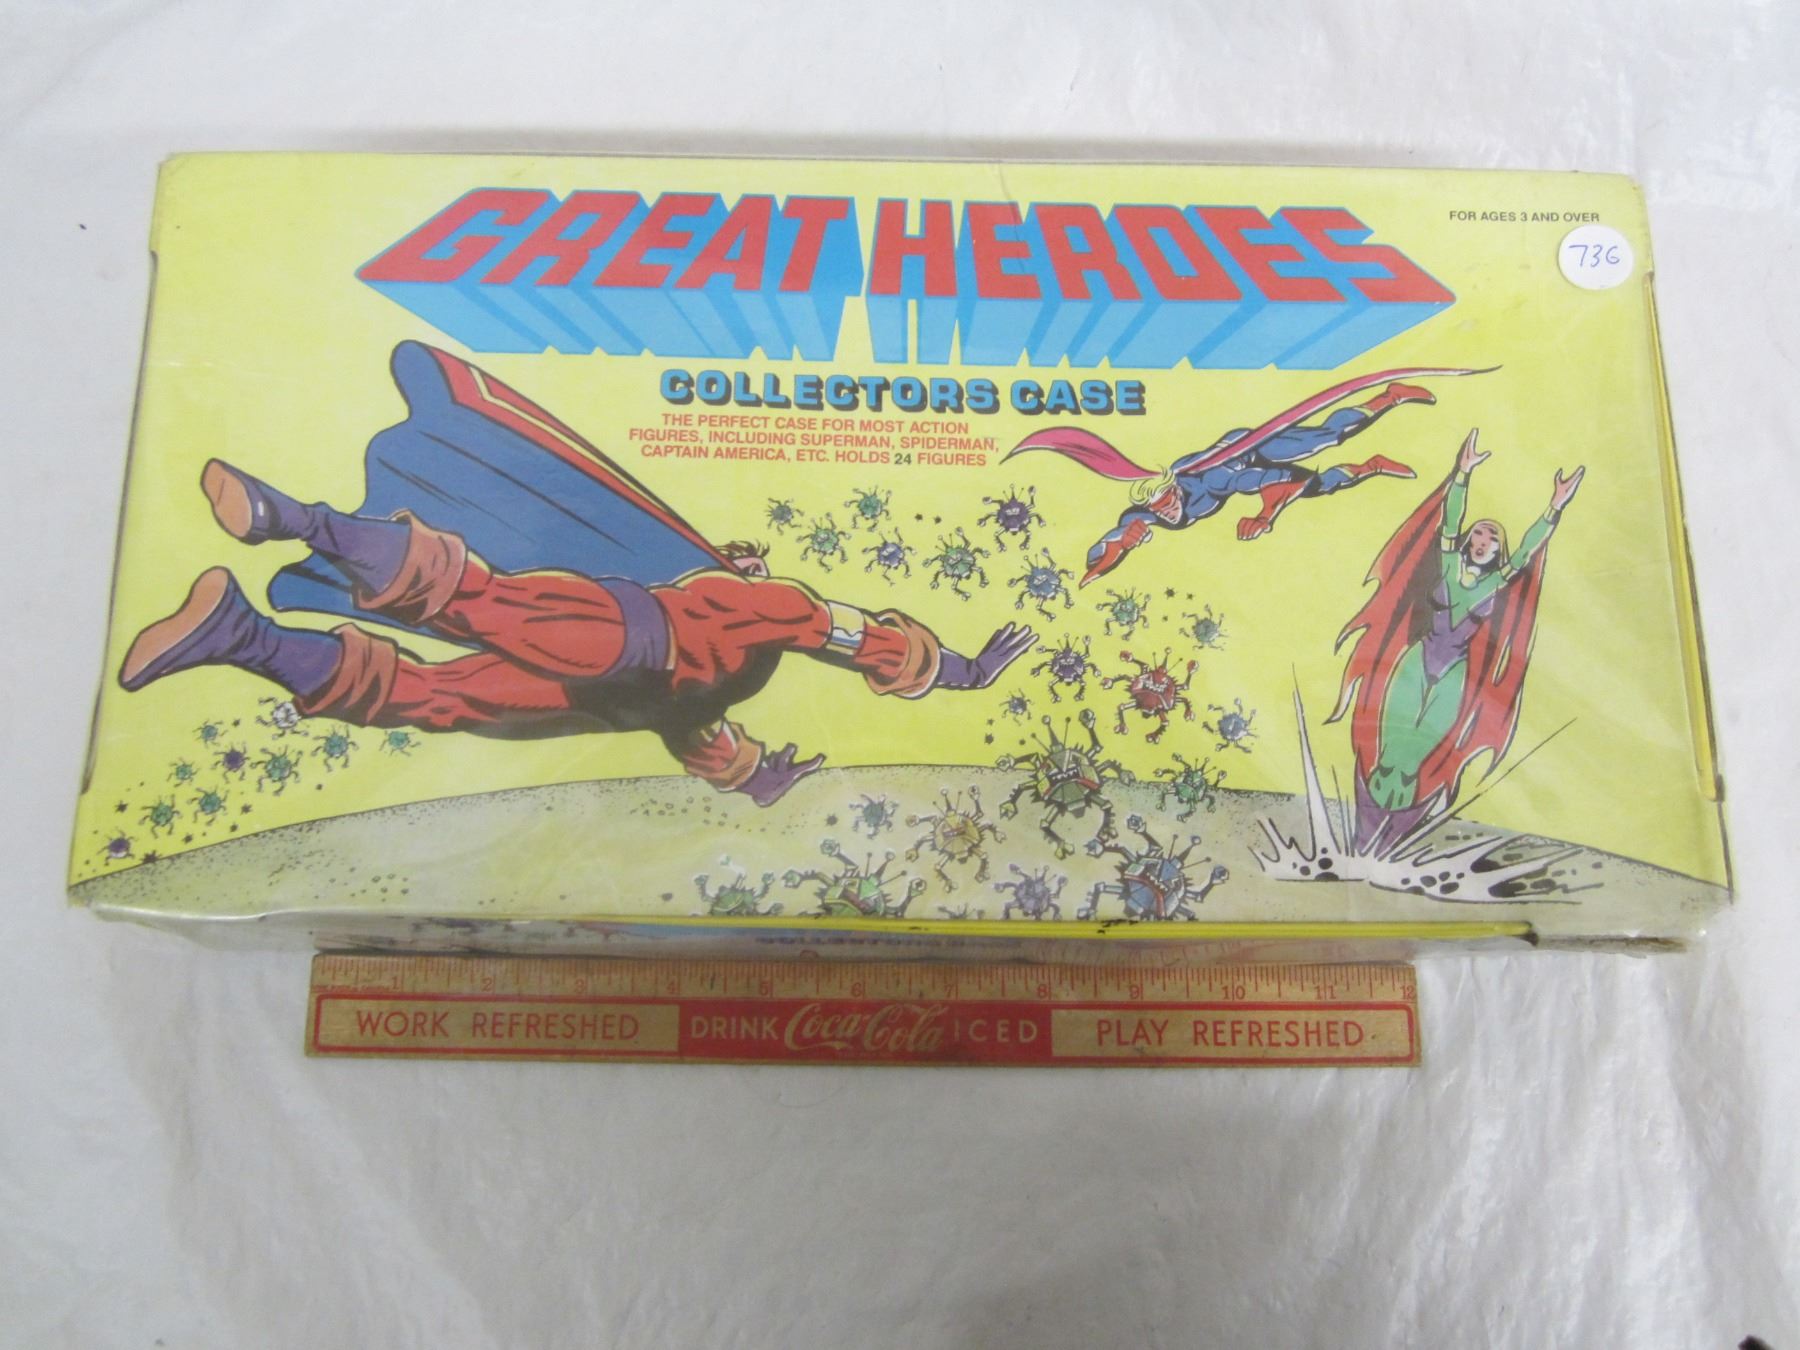 GREAT HEROES
FOR AGES 3 AND OVER
736
COLLECTORS CASE
THE PERFECT CASE FOR MOST ACTION
FIGURES, INCLUDING SUPERMAN, SPIDERMAN,
CAPTAIN AMERICA, ETC. HOLDS 24 FIGURES
COLLECTORS CASE
1 2 3 4 5 6 7 8 9 10 11 12
WORK REFRESHED DRINK Coca-Cola ICED PLAY REFRESHED